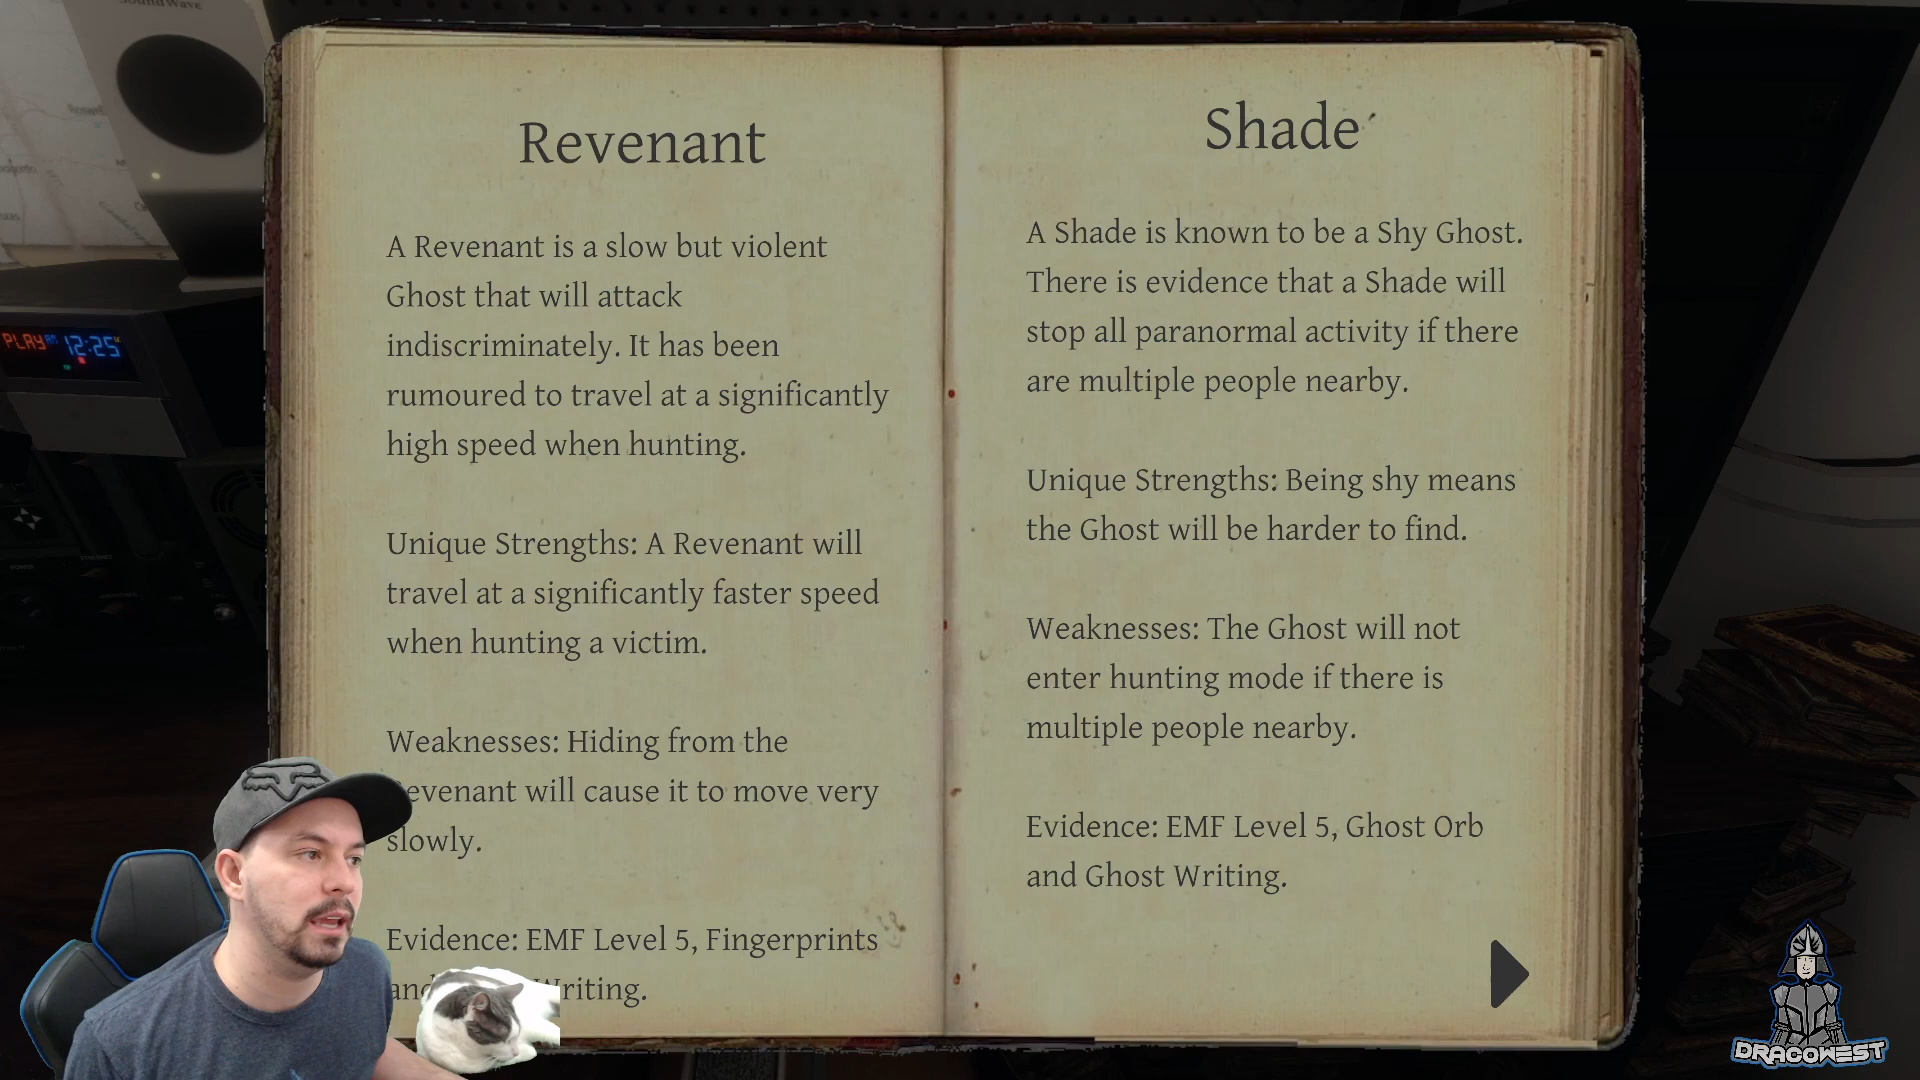 SoundWave
Revenant
A Revenant is a slow but violent
Ghost that will attack
indiscriminately. It has been
rumoured to travel at a significantly
high speed when hunting.
Unique Strengths: A Revenant will
travel at a significantly faster speed
when hunting a victim.
Weaknesses: Hiding from the
evenant will cause it to move very
slowly.
Evidence: EMF Level 5, Fingerprints
and Writing.
Shade
A Shade is known to be a Shy Ghost.
There is evidence that a Shade will
stop all paranormal activity if there
are multiple people nearby.
Unique Strengths: Being shy means
the Ghost will be harder to find.
Weaknesses: The Ghost will not
enter hunting mode if there is
multiple people nearby.
Evidence: EMF Level 5, Ghost Orb
and Ghost Writing.
PLAY 12:25
DRACOWEST